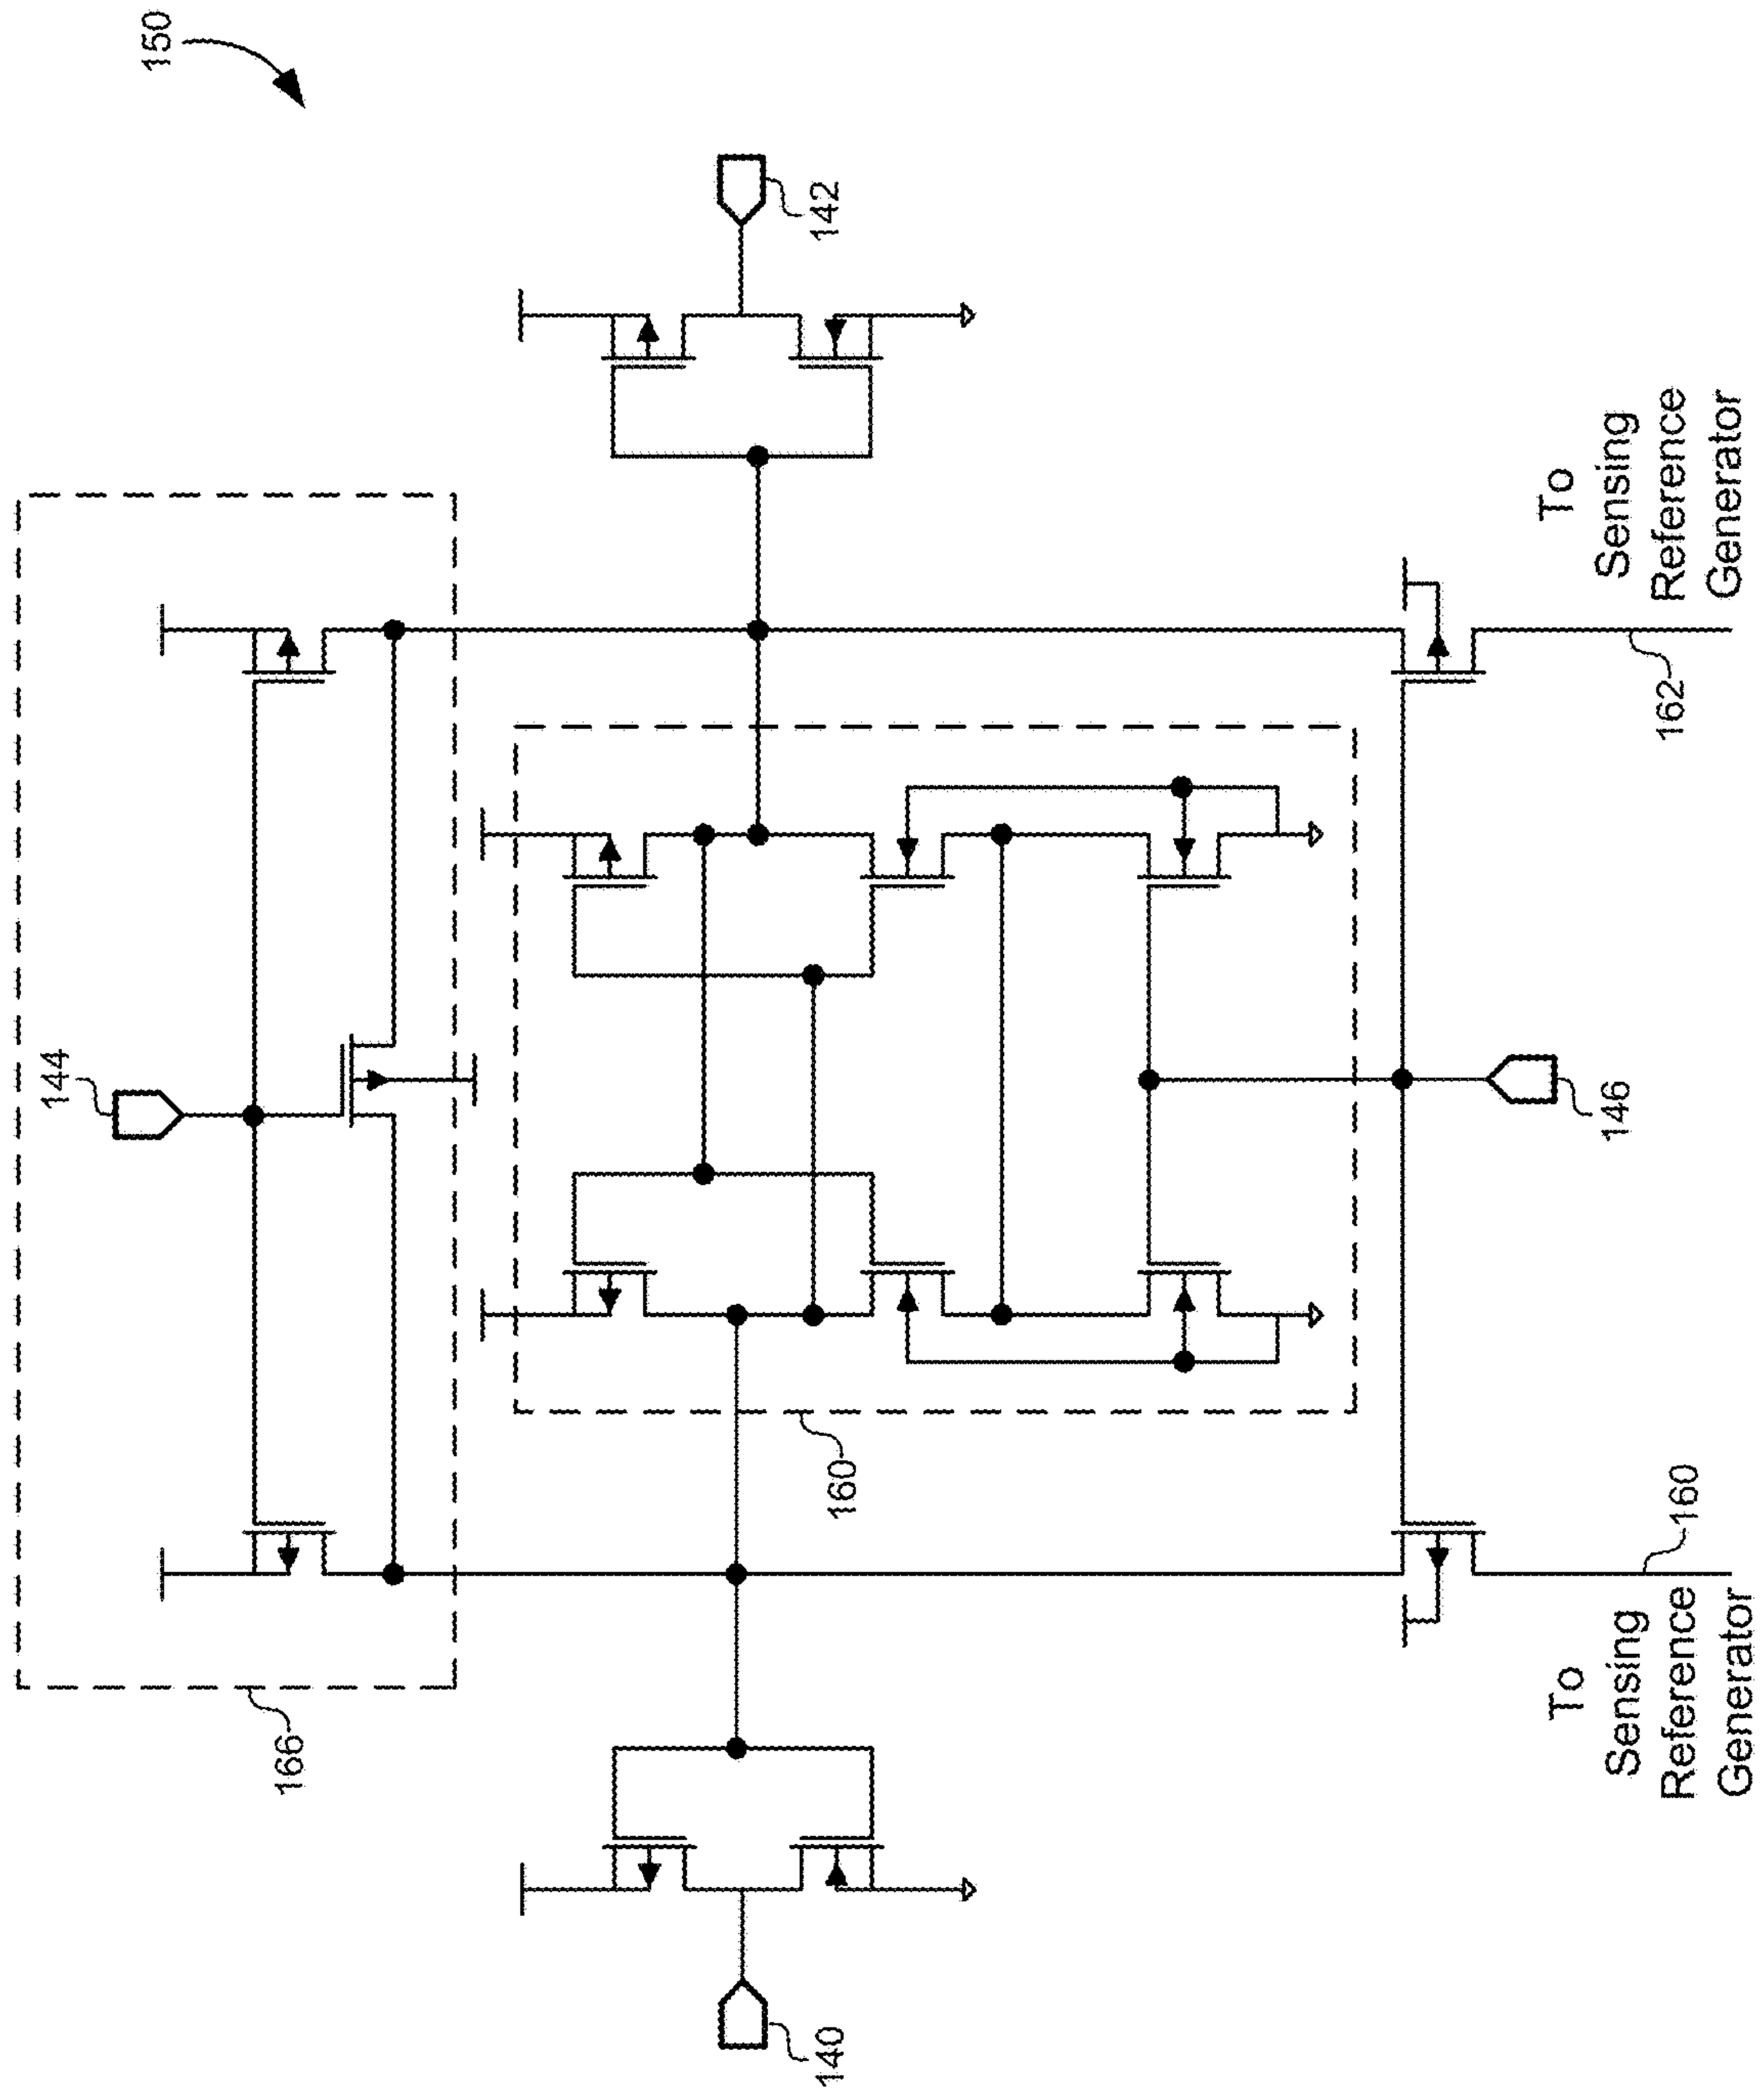 150
144
142
166
160
162
To
Sensing
Reference
Generator
140
146
160
To
Sensing
Reference
Generator